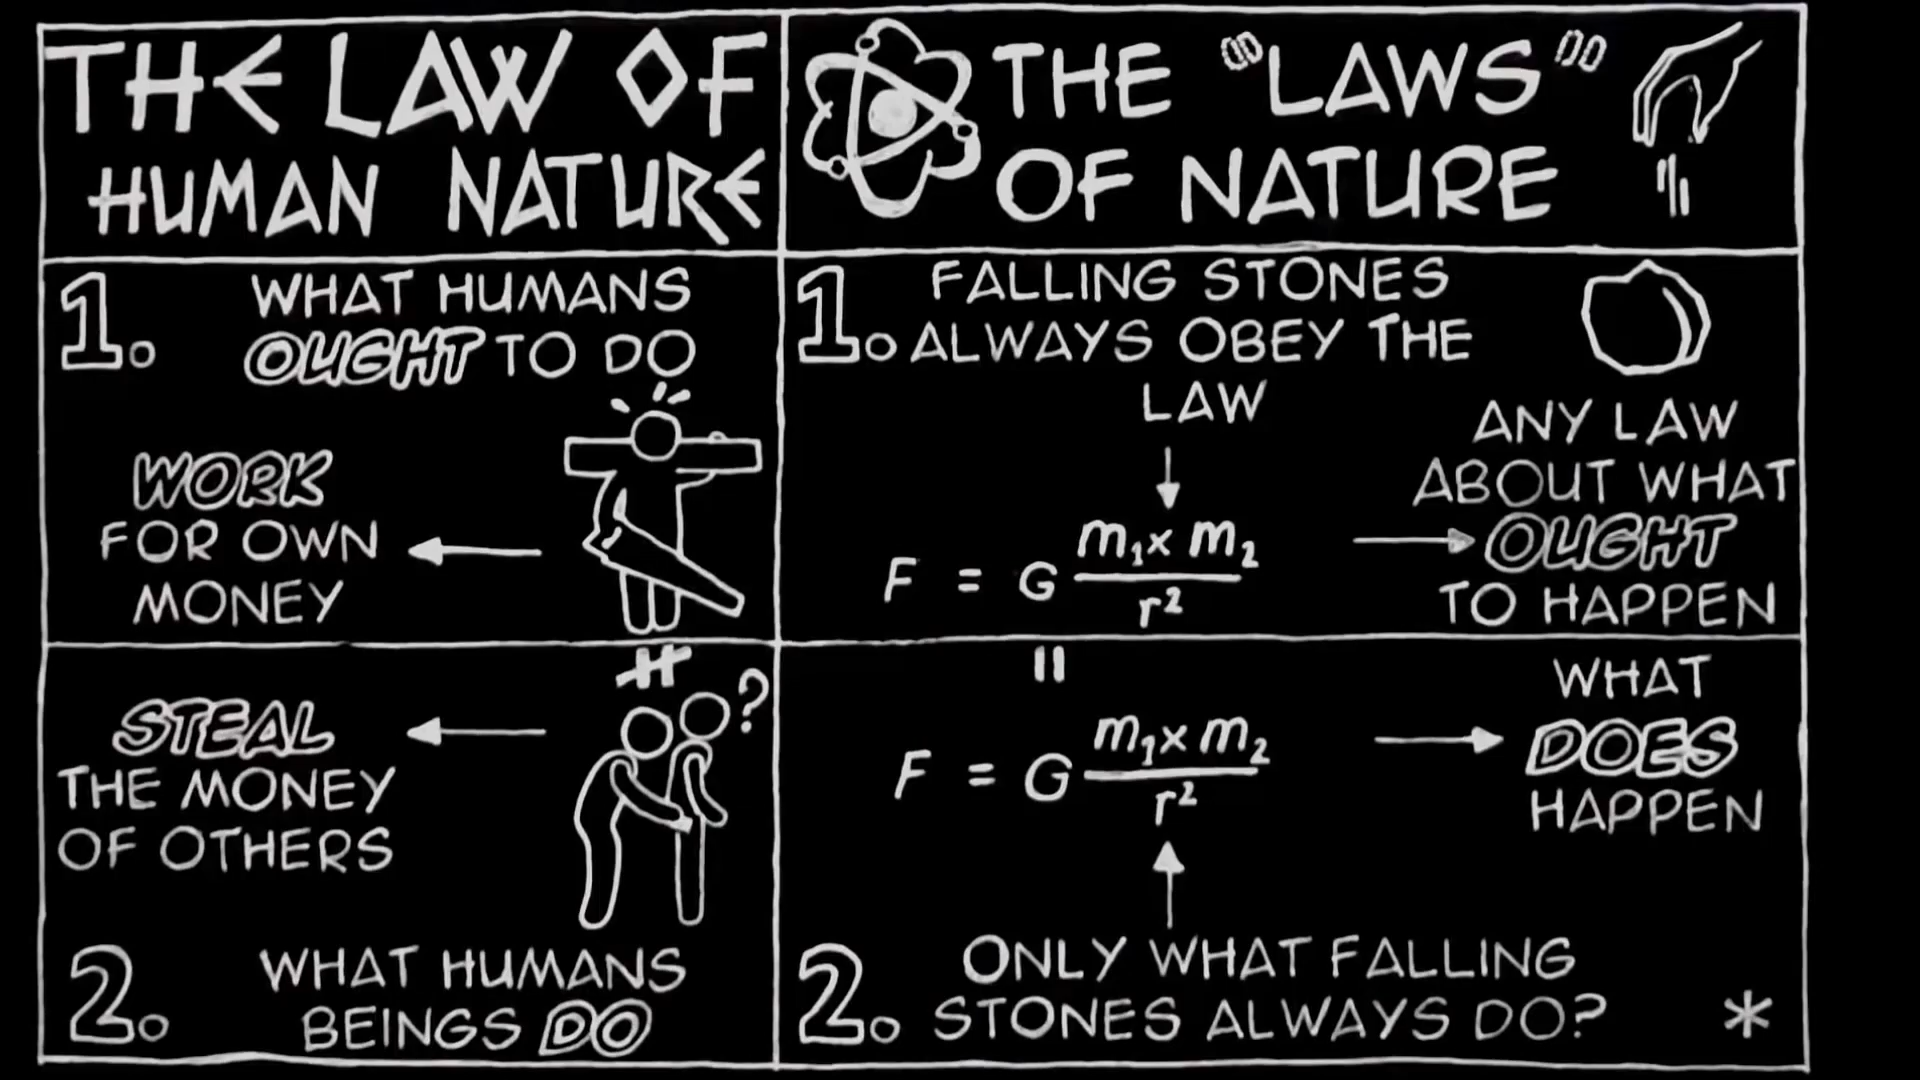 THE LAW OF
HUMAN NATURE
THE "LAWS"
OF NATURE
1.
WHAT HUMANS
OUGHT TO DO
WORK
FOR OWN
MONEY
≠
STEAL
THE MONEY
OF OTHERS
?
2.
WHAT HUMANS
BEINGS DO
1.
FALLING STONES
ALWAYS OBEY THE
LAW
F = G m₁ x m₂ / r²
ANY LAW
ABOUT WHAT
OUGHT
TO HAPPEN
=
F = G m₁ x m₂ / r²
WHAT
DOES
HAPPEN
2.
ONLY WHAT FALLING
STONES ALWAYS DO? *